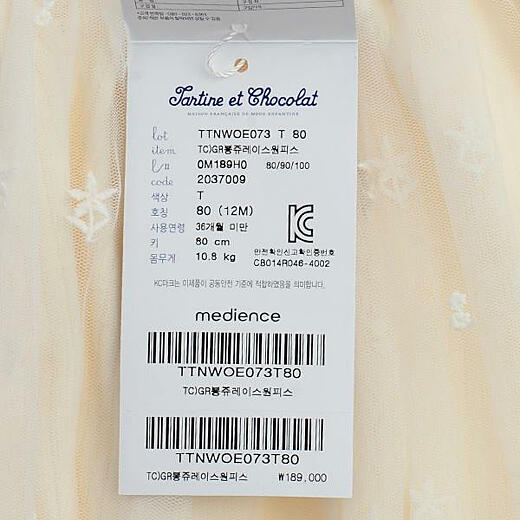 Tartine et Chocolat
MAISON FRANÇAISE DE MODE ENFANTINE
lot TTNWOE073 T 80
item TC)GR뽕쥬레이스원피스
l/# 0M189H0 80/90/100
code 2037009
색상 T
호칭 80 (12M)
사용연령 36개월 미만
키 80 cm
몸무게 10.8 kg
안전확인신고확인증번호
CB014R046-4002
KC마크는 이제품이 공동안전 기준에 적합하였음을 의미합니다.
medience
TTNWOE073T80
TC)GR뽕쥬레이스원피스
TTNWOE073T80
TC)GR뽕쥬레이스원피스 ₩189,000